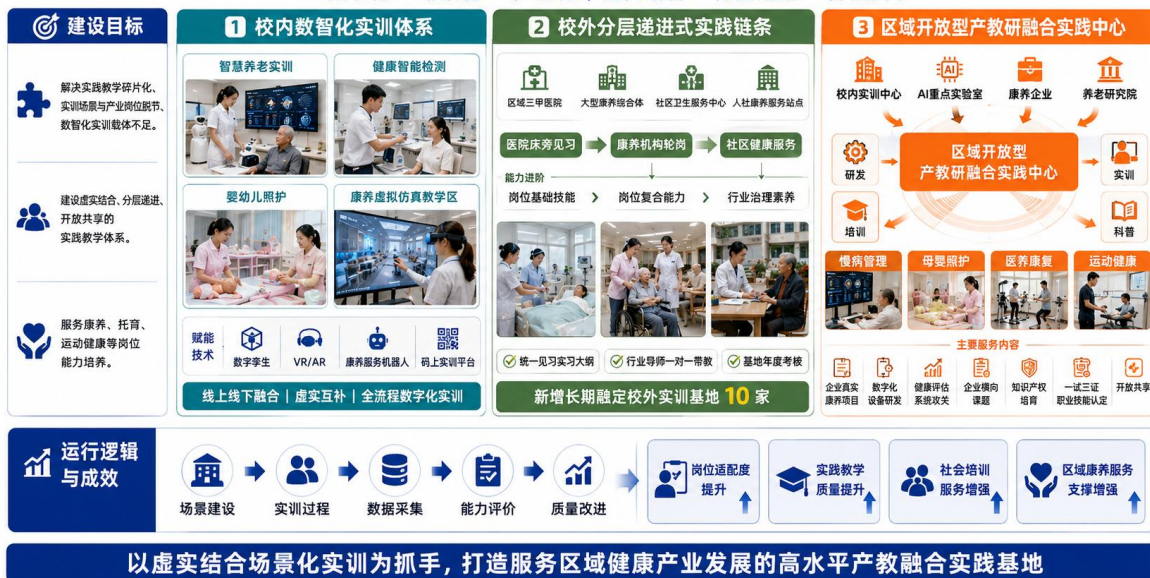 建设目标
解决实践教学碎片化、
实训场景与产业岗位脱节、
数智化实训载体不足。
建设虚实结合、分层递进、
开放共享的
实践教学体系。
服务康养、托育、
运动健康等岗位
能力培养。
1 校内数智化实训体系
智慧养老实训
健康智能检测
婴幼儿照护
康养虚拟仿真教学区
赋能
技术
数字孪生
VR/AR
康养服务机器人
码上实训平台
线上线下融合 | 虚实互补 | 全流程数字化实训
2 校外分层递进式实践链条
区域三甲医院
大型康养综合体
社区卫生服务中心
人社康养服务站点
医院床旁见习
康养机构轮岗
社区健康服务
能力进阶
岗位基础技能
岗位复合能力
行业治理素养
统一见习实习大纲
行业导师一对一带教
基地年度考核
新增长期融定校外实训基地 10 家
3 区域开放型产教研融合实践中心
校内实训中心
AI重点实验室
康养企业
养老研究院
AI
研发
培训
区域开放型
产教研融合实践中心
实训
科普
慢病管理
母婴照护
医养康复
运动健康
主要服务内容
企业真实
康养项目
数字化
设备研发
健康评估
系统攻关
企业横向
课题
知识产权
培育
一试三证
职业技能认定
开放共享
运行逻辑
与成效
场景建设
实训过程
数据采集
能力评价
质量改进
岗位适配度
提升
实践教学
质量提升
社会培训
服务增强
区域康养服务
支撑增强
以虚实结合场景化实训为抓手，打造服务区域健康产业发展的高水平产教融合实践基地